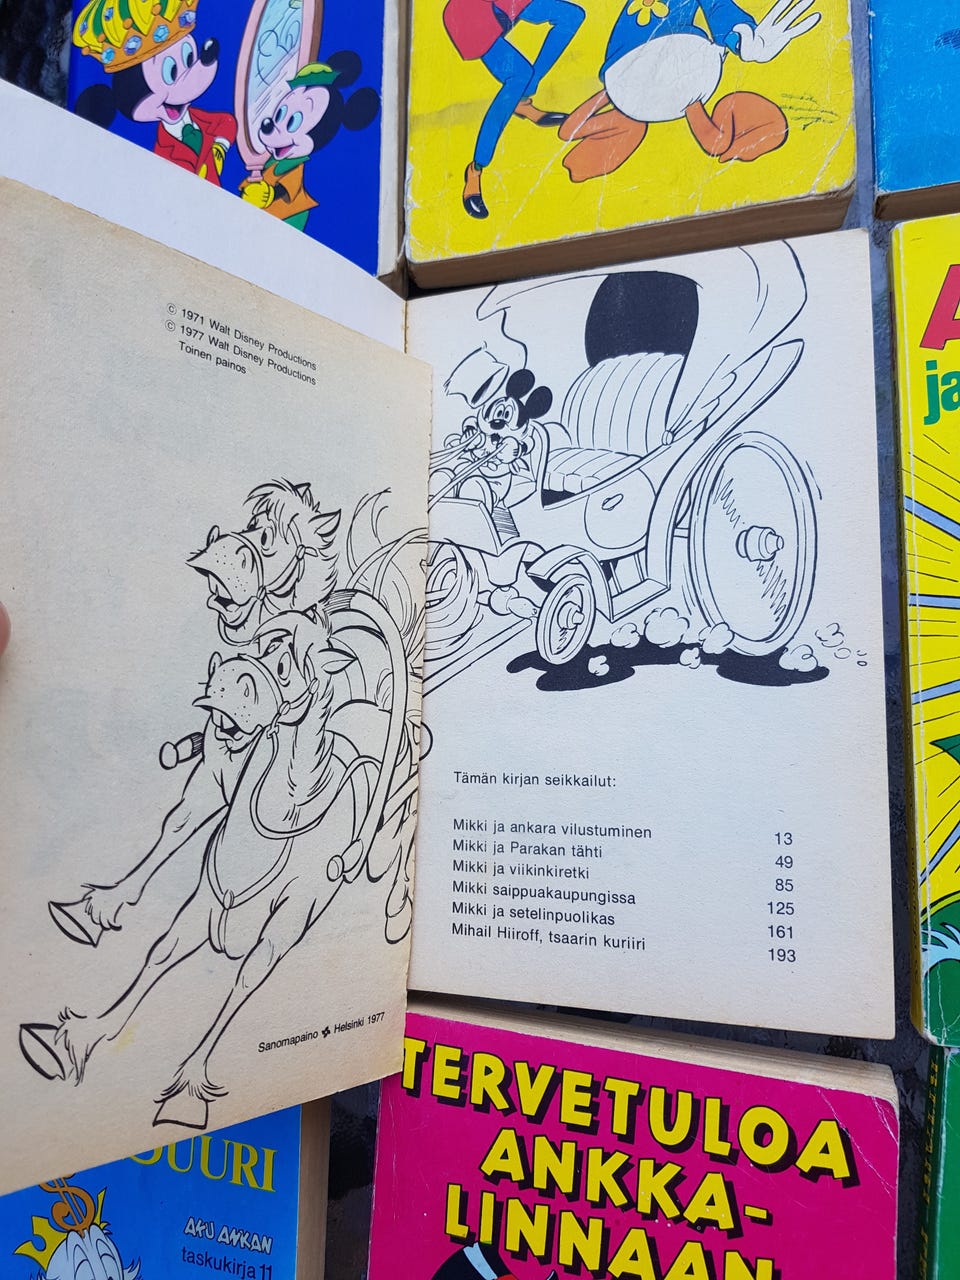 © 1971 Walt Disney Productions
© 1977 Walt Disney Productions
Toinen painos
Sanomapaino Helsinki 1977
Tämän kirjan seikkailut:
Mikki ja ankara vilustuminen 13
Mikki ja Parakan tähti 49
Mikki ja viikinkiretki 85
Mikki saippuakaupungissa 125
Mikki ja setelinpuolikas 161
Mihail Hiiroff, tsaarin kuriiri 193
A
ja
TERVETULOA
ANKKA-
LINNAAN
UURI
AKU ANKAN
taskukirja 11